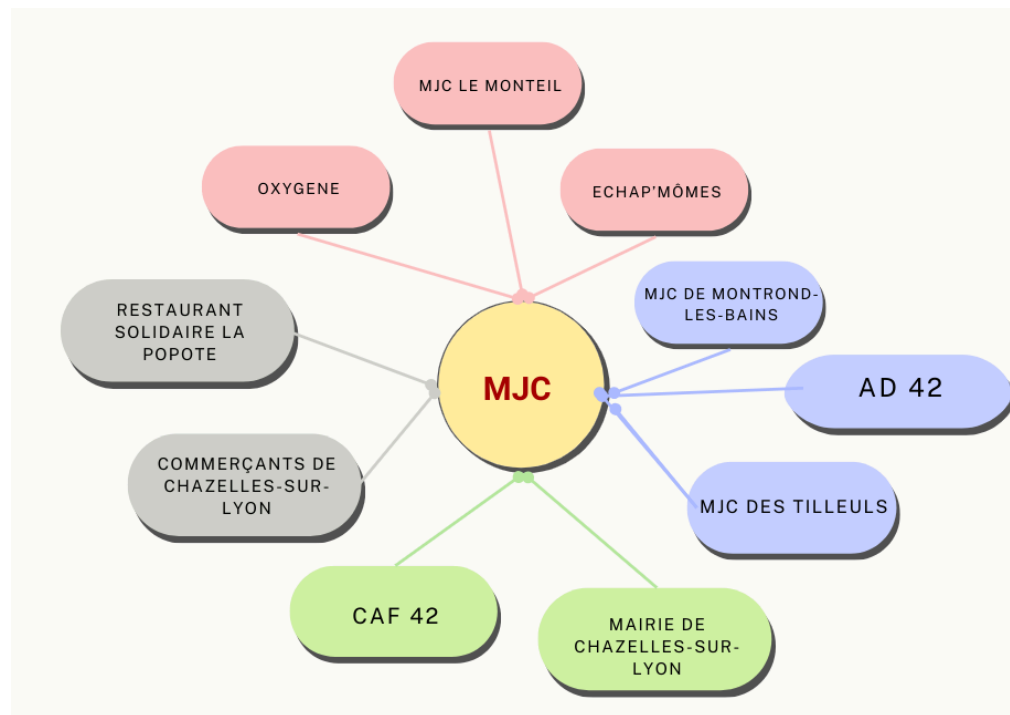 MJC LE MONTEIL
OXYGENE
ECHAP'MÔMES
MJC DE MONTROND-
LES-BAINS
RESTAURANT
SOLIDAIRE LA
POPOTE
MJC
AD 42
COMMERÇANTS DE
CHAZELLES-SUR-
LYON
MJC DES TILLEULS
CAF 42
MAIRIE DE
CHAZELLES-SUR-
LYON